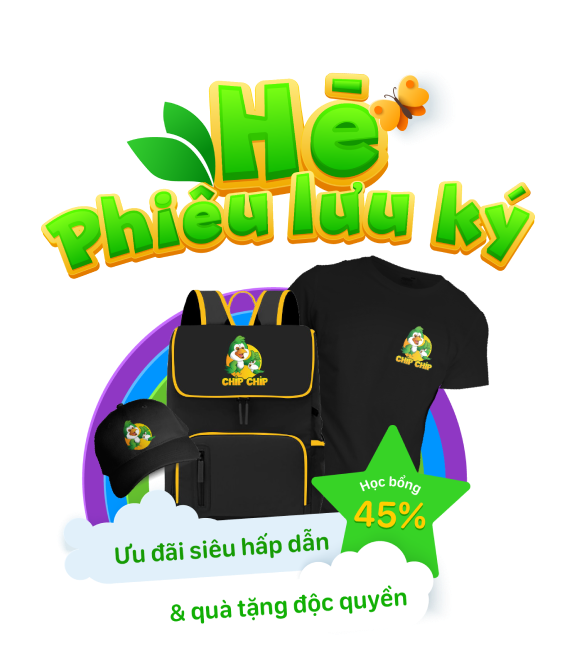 Hè
Phiêu lưu ký
CHIP CHIP
CHIP CHIP
Học bổng
45%
Ưu đãi siêu hấp dẫn
& quà tặng độc quyền